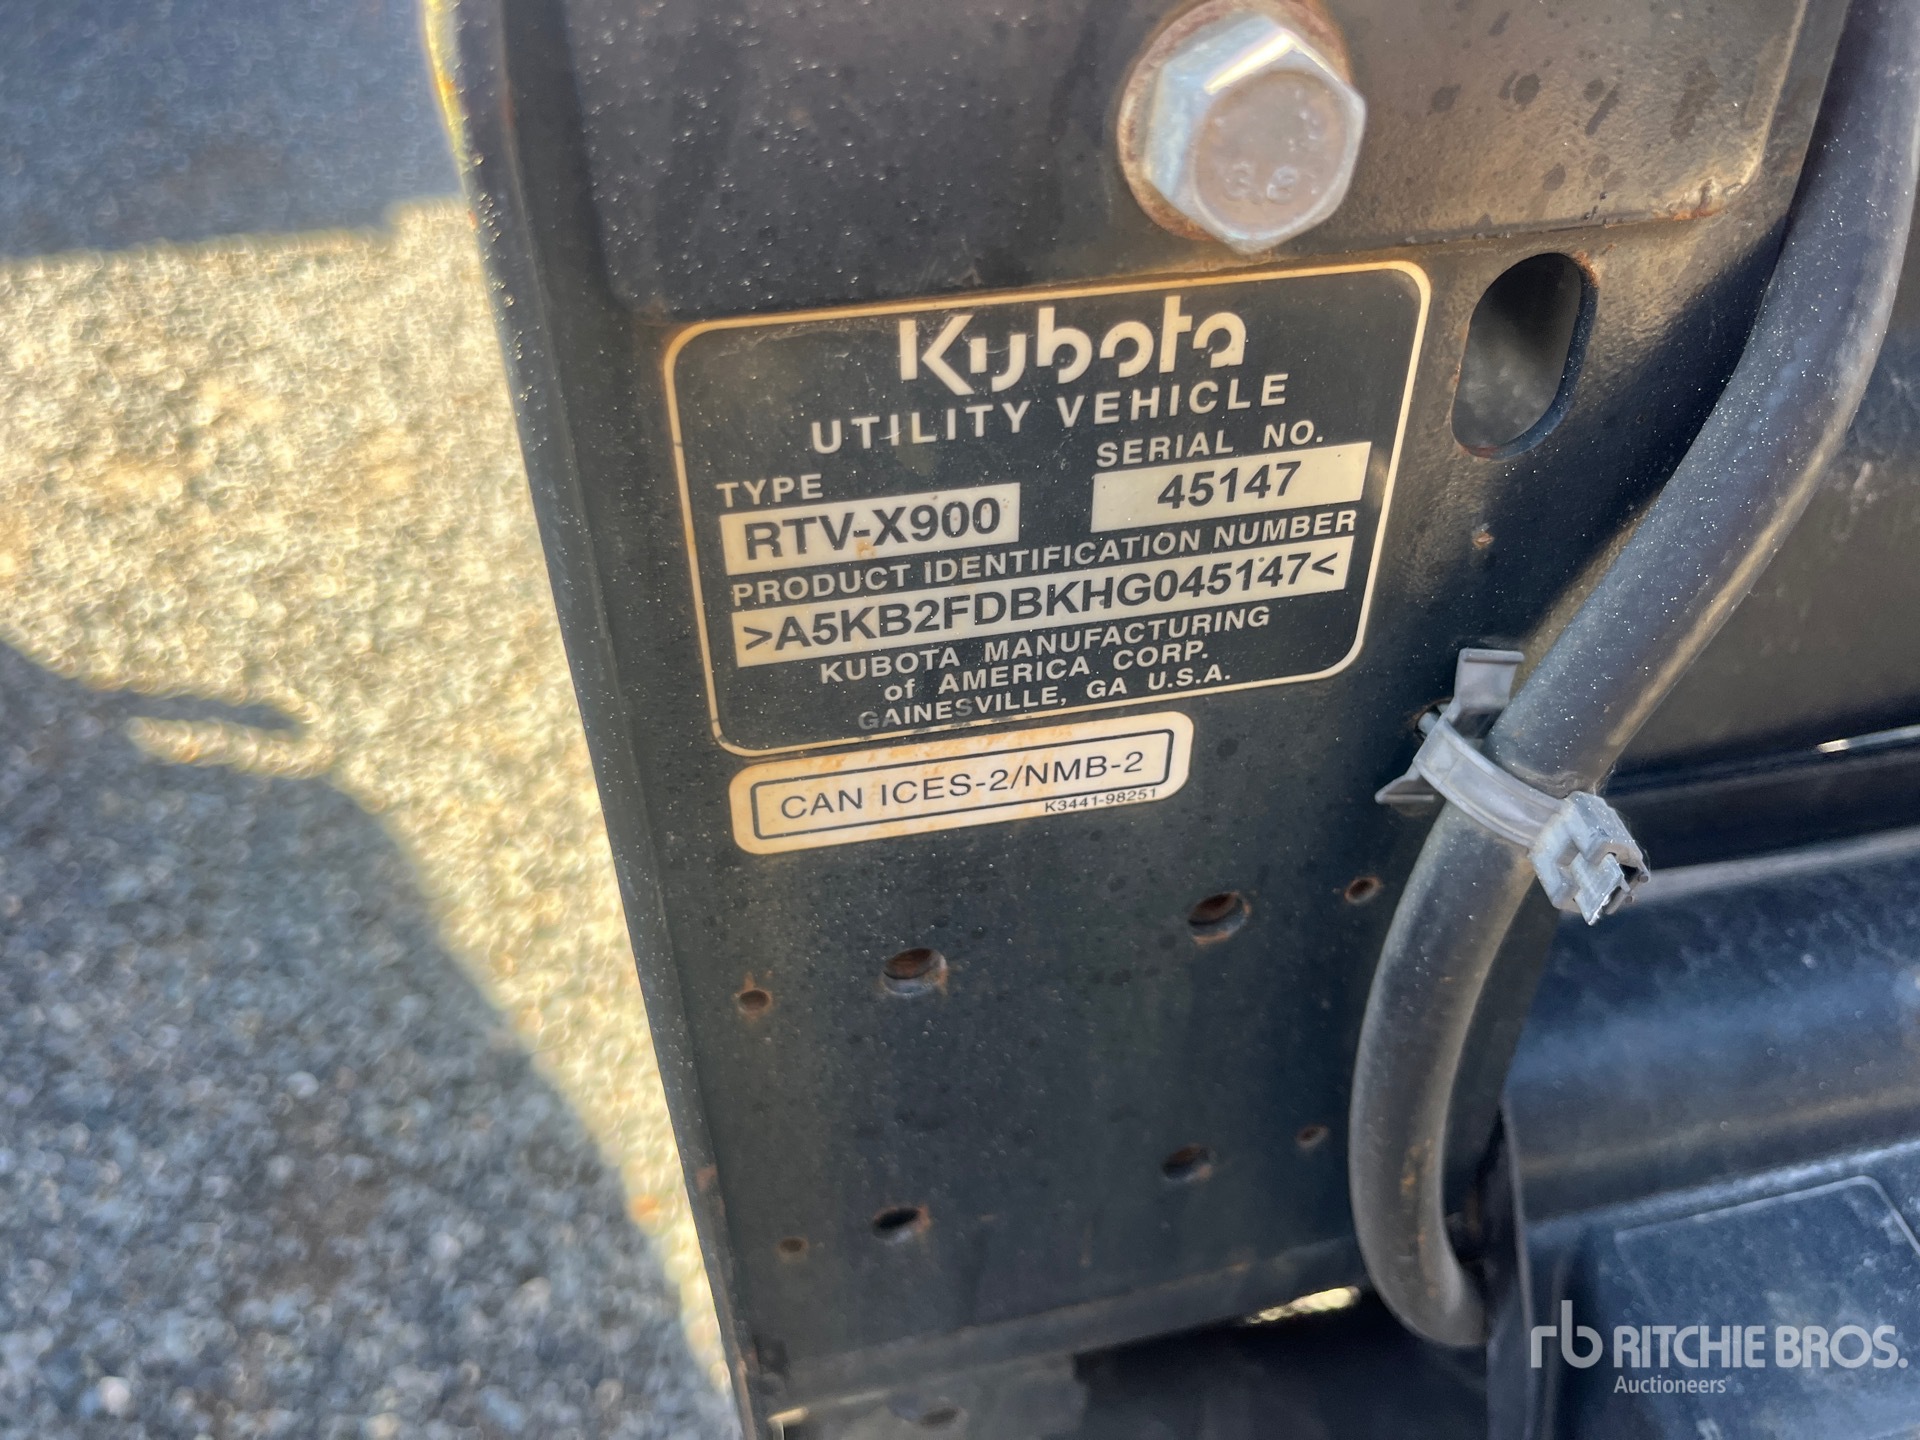 Kubota
UTILITY VEHICLE
TYPE
SERIAL NO.
RTV-X900
45147
PRODUCT IDENTIFICATION NUMBER
>A5KB2FDBKHG045147<
KUBOTA MANUFACTURING
of AMERICA CORP.
GAINESVILLE, GA U.S.A.
CAN ICES-2/NMB-2
K3441-98251
rb RITCHIE BROS.
Auctioneers